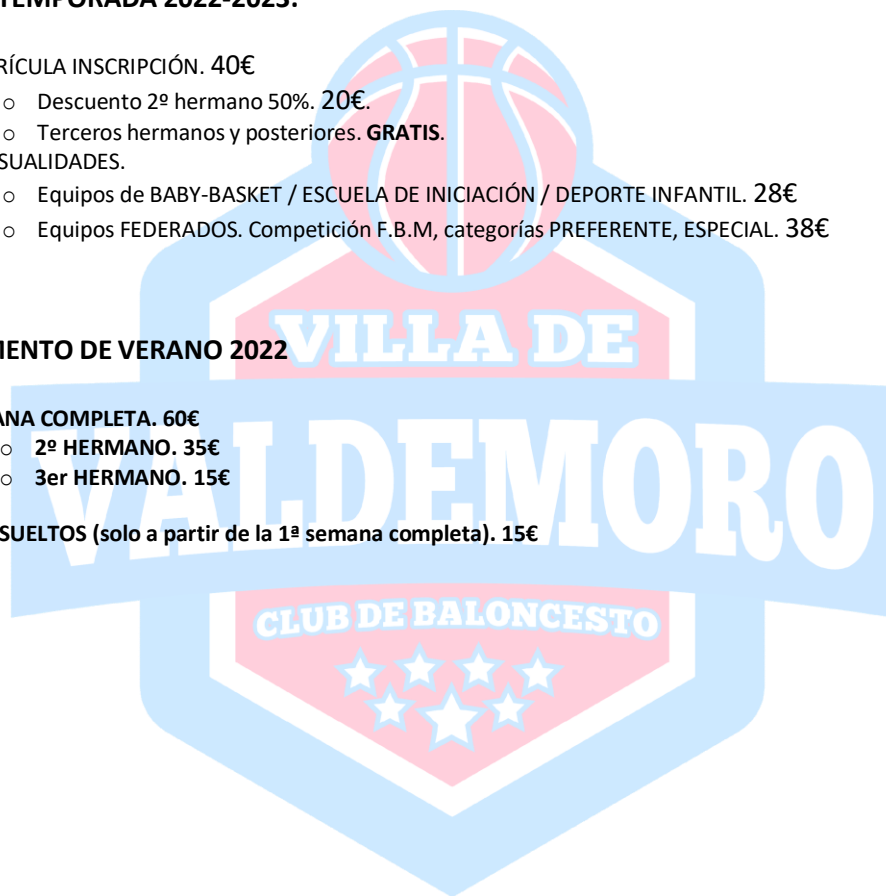 TEMPORADA 2022-2023.
RÍCULA INSCRIPCIÓN. 40€
o Descuento 2º hermano 50%. 20€.
o Terceros hermanos y posteriores. GRATIS.
SUALIDADES.
o Equipos de BABY-BASKET / ESCUELA DE INICIACIÓN / DEPORTE INFANTIL. 28€
o Equipos FEDERADOS. Competición F.B.M, categorías PREFERENTE, ESPECIAL. 38€
VILLA DE
MIENTO DE VERANO 2022
ANA COMPLETA. 60€
o 2º HERMANO. 35€
o 3er HERMANO. 15€
VALDEMORO
SUELTOS (solo a partir de la 1ª semana completa). 15€
CLUB DE BALONCESTO